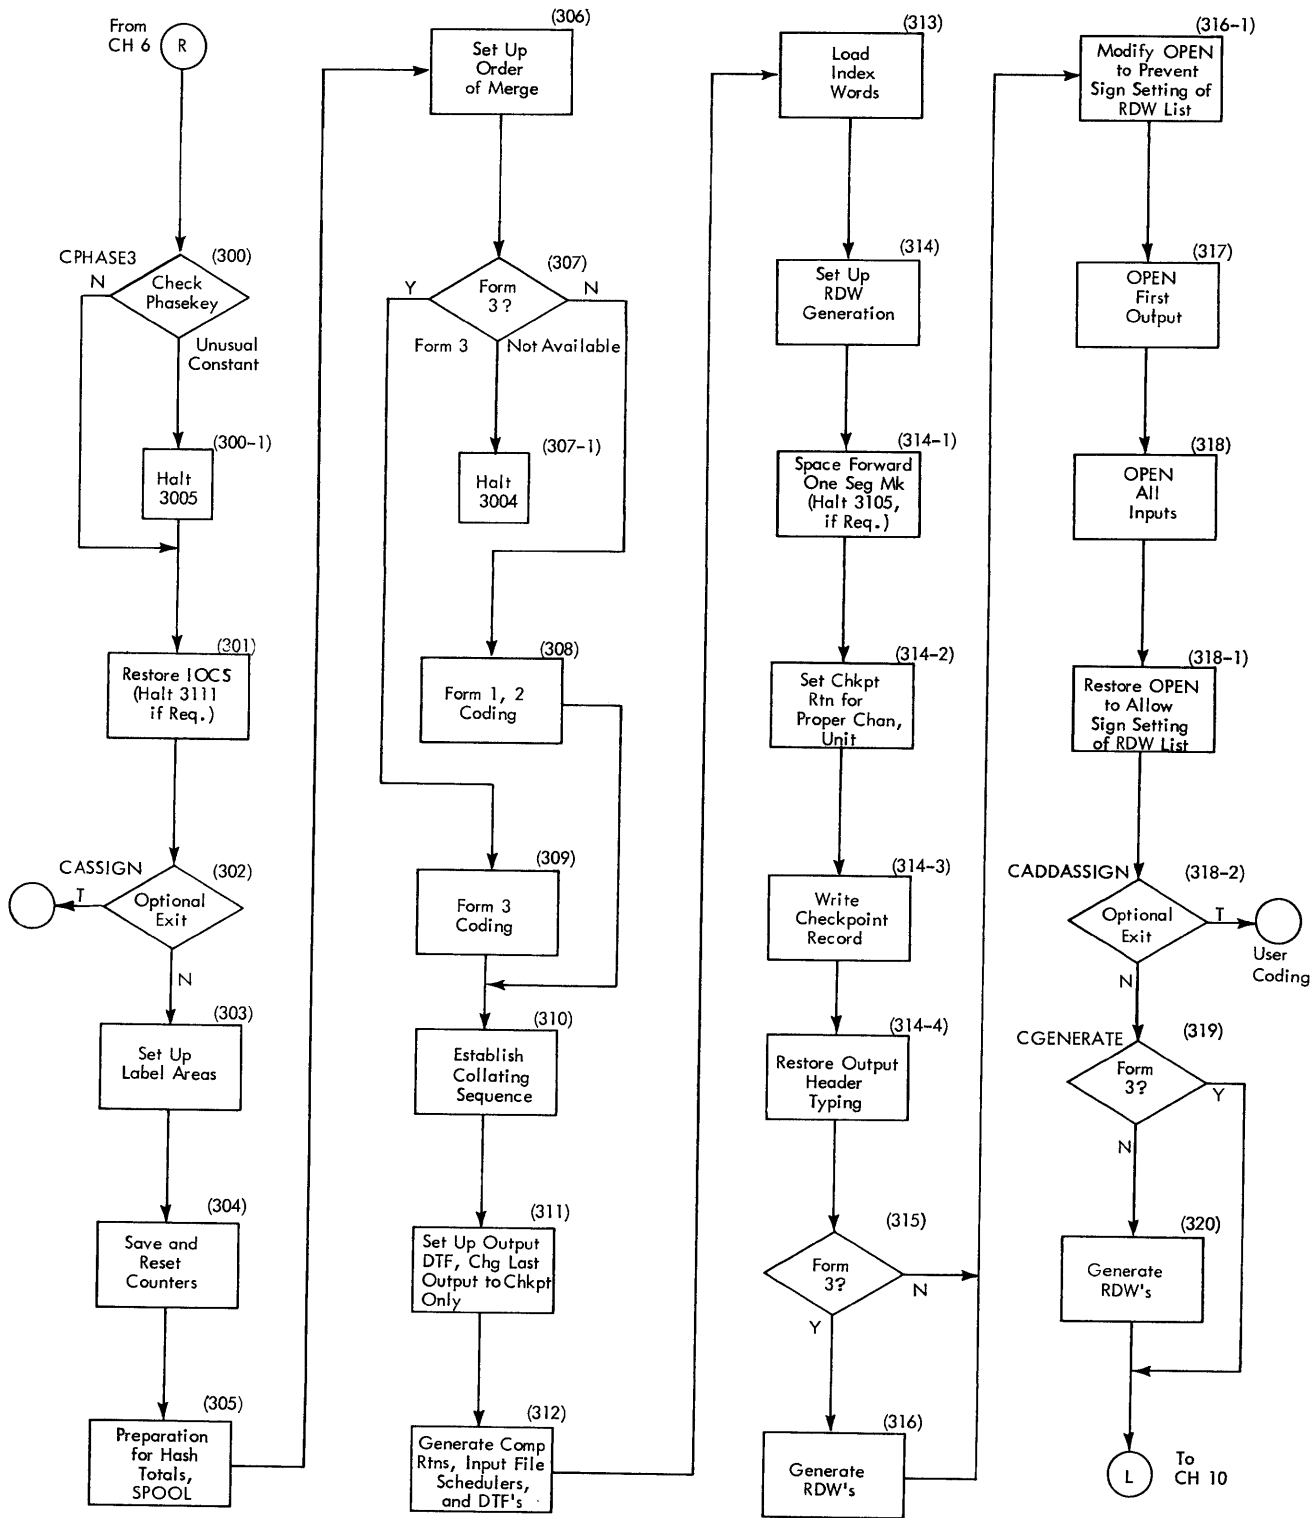 From
CH 6
R
CPHASE3
(300)
N
Check
Phasekey
Unusual
Constant
(300-1)
Halt
3005
(301)
Restore IOCS
(Halt 3111
if Req.)
CASSIGN
(302)
T
Optional
Exit
N
(303)
Set Up
Label Areas
(304)
Save and
Reset
Counters
(305)
Preparation
for Hash
Totals,
SPOOL
(306)
Set Up
Order
of Merge
(307)
Y
Form
3?
N
Form 3
Not Available
(307-1)
Halt
3004
(308)
Form 1, 2
Coding
(309)
Form 3
Coding
(310)
Establish
Collating
Sequence
(311)
Set Up Output
DTF, Chg Last
Output to Chkpt
Only
(312)
Generate Comp
Rtns, Input File
Schedulers,
and DTF's
(313)
Load
Index
Words
(314)
Set Up
RDW
Generation
(314-1)
Space Forward
One Seg Mk
(Halt 3105,
if Req.)
(314-2)
Set Chkpt
Rtn for
Proper Chan,
Unit
(314-3)
Write
Checkpoint
Record
(314-4)
Restore Output
Header
Typing
(315)
Form
3?
N
Y
(316)
Generate
RDW's
(316-1)
Modify OPEN
to Prevent
Sign Setting of
RDW List
(317)
OPEN
First
Output
(318)
OPEN
All
Inputs
(318-1)
Restore OPEN
to Allow
Sign Setting
of RDW List
CADDASSIGN
(318-2)
Optional
Exit
T
User
Coding
N
CGENERATE
(319)
Form
3?
Y
N
(320)
Generate
RDW's
L
To
CH 10